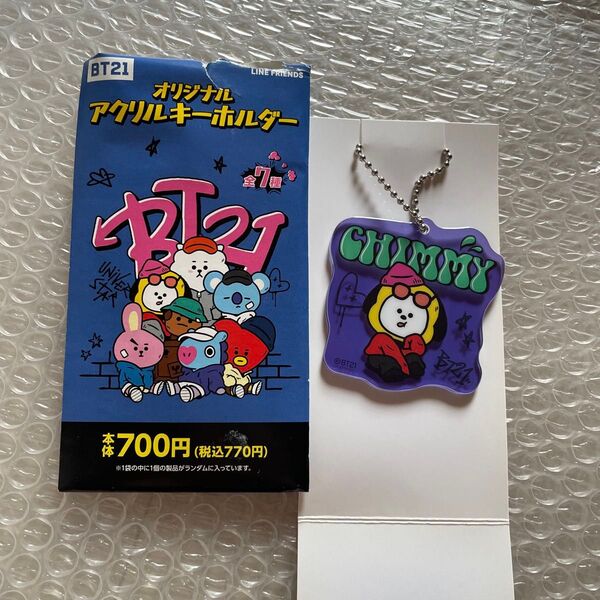 BT21
LINE FRIENDS
オリジナル
アクリルキーホルダー
全7種
BT21
UNIVERSTAR
本体700円(税込770円)
※1袋の中に1個の製品がランダムに入っています。
CHIMMY
©BT21
BT21